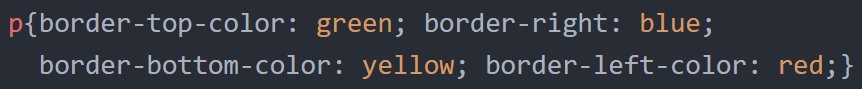 p{border-top-color: green; border-right: blue;
border-bottom-color: yellow; border-left-color: red;}